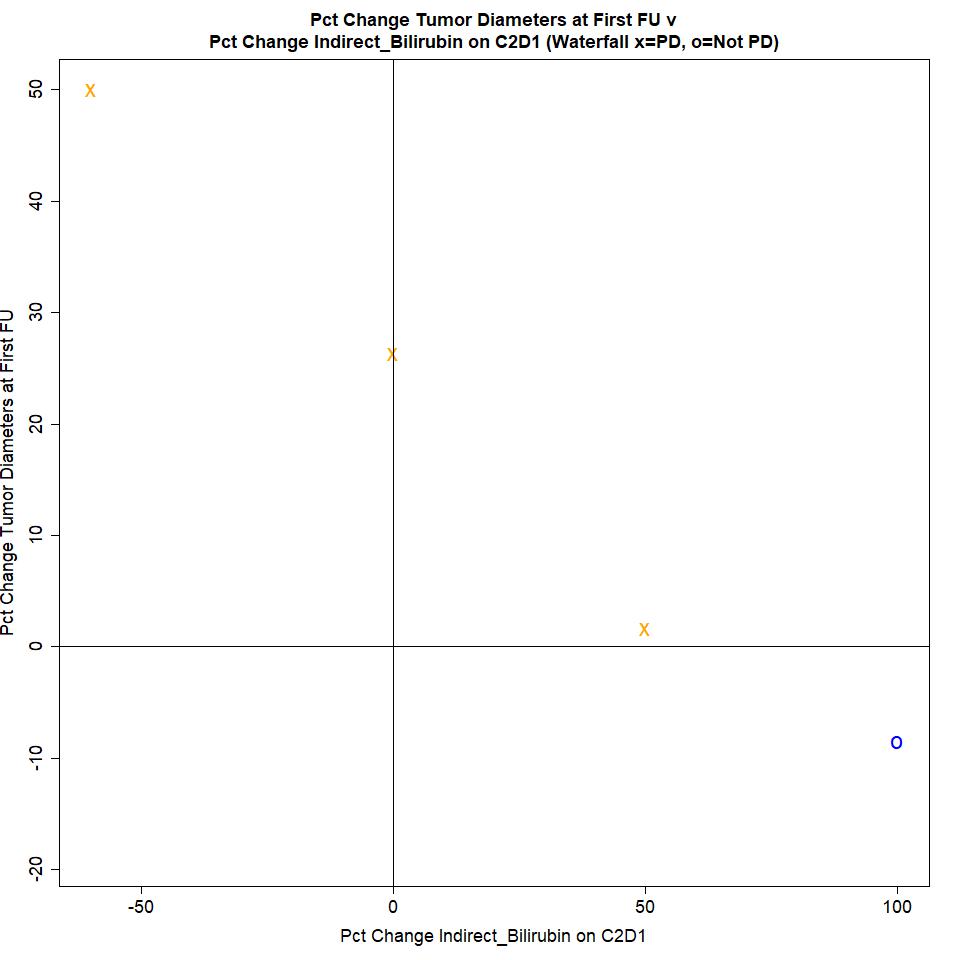 Pct Change Tumor Diameters at First FU v
Pct Change Indirect_Bilirubin on C2D1 (Waterfall x=PD, o=Not PD)
Pct Change Tumor Diameters at First FU
50
40
30
20
10
0
-10
-20
X
X
X
O
-50
0
50
100
Pct Change Indirect_Bilirubin on C2D1